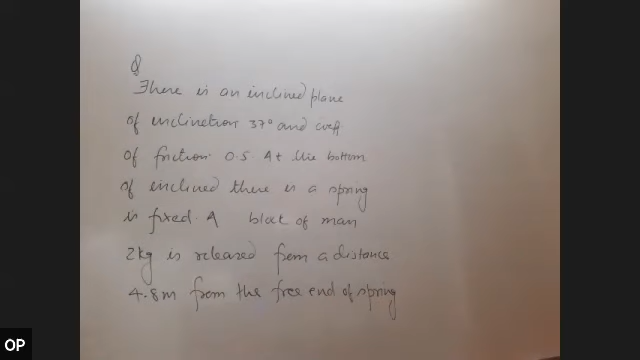 Q
There is an inclined plane
of inclination 37° and coeff
of friction 0.5. At the bottom
of inclined there is a spring
is fixed. A block of mass
2kg is released from a distance
4.8m from the free end of spring
OP